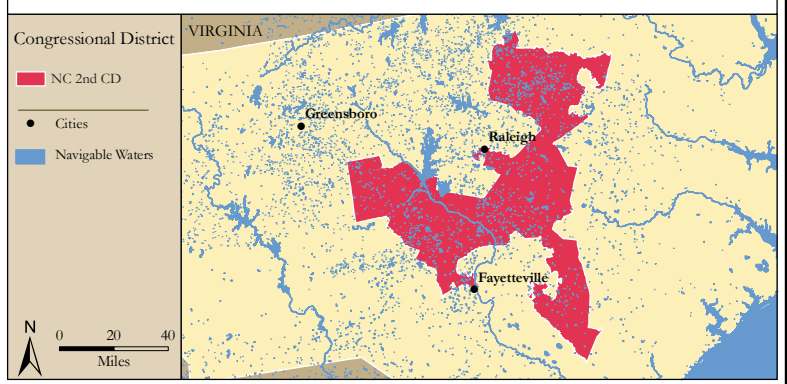 Congressional District
NC 2nd CD
Cities
Navigable Waters
N
0 20 40
Miles
VIRGINIA
Greensboro
Raleigh
Fayetteville